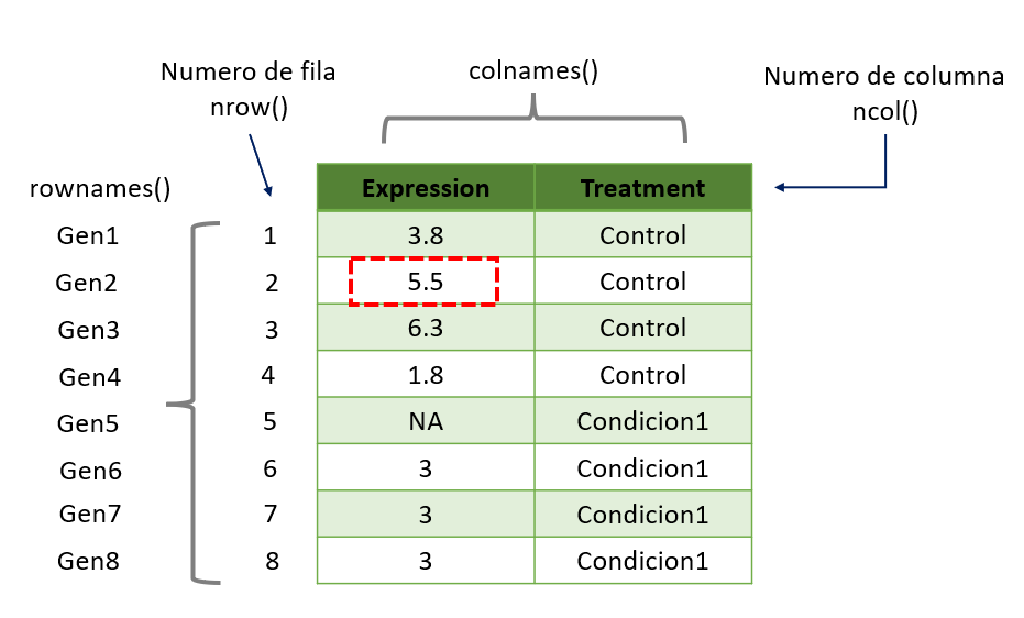 Numero de fila
nrow()
colnames()
Numero de columna
ncol()
rownames()
Expression Treatment
Gen1 1 3.8 Control
Gen2 2 5.5 Control
Gen3 3 6.3 Control
Gen4 4 1.8 Control
Gen5 5 NA Condicion1
Gen6 6 3 Condicion1
Gen7 7 3 Condicion1
Gen8 8 3 Condicion1